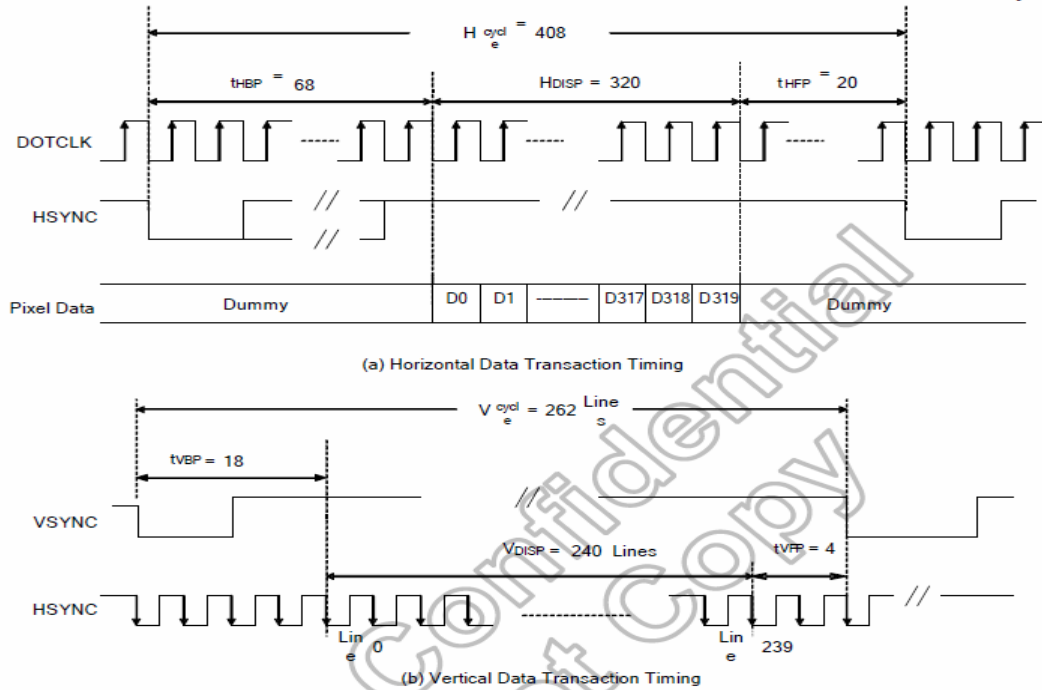 H cycl e = 408
tHBP = 68
HDISP = 320
tHFP = 20
DOTCLK
HSYNC
Pixel Data
Dummy
D0
D1
D317
D318
D319
Dummy
(a) Horizontal Data Transaction Timing
V cycl e = 262 Line s
tVBP = 18
VSYNC
VDISP = 240 Lines
tVFP = 4
HSYNC
Lin e 0
Lin e 239
(b) Vertical Data Transaction Timing
Confidential
ot Copy